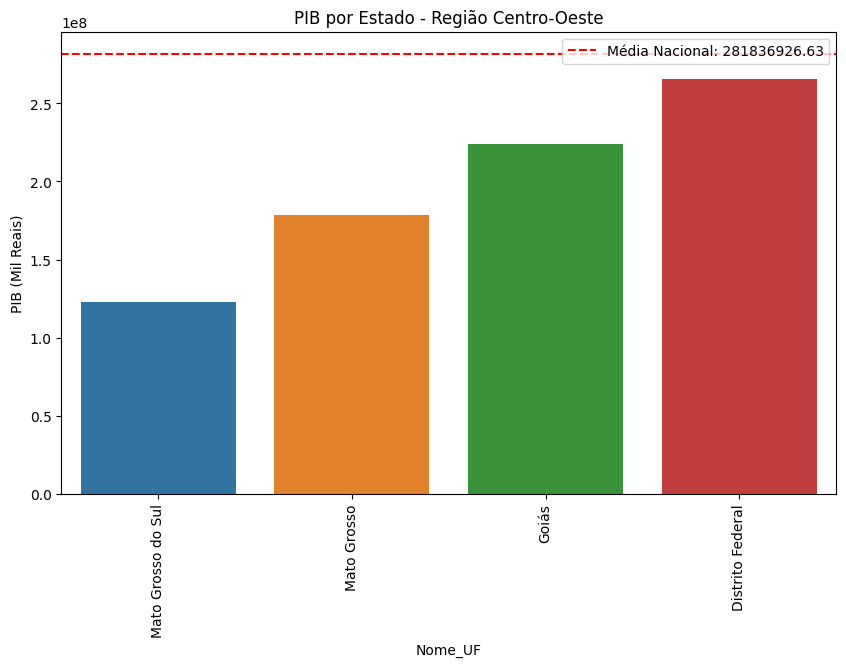 PIB por Estado - Região Centro-Oeste
1e8
Média Nacional: 281836926.63
2.5
2.0
1.5
1.0
0.5
0.0
PIB (Mil Reais)
Mato Grosso do Sul
Mato Grosso
Goiás
Distrito Federal
Nome_UF